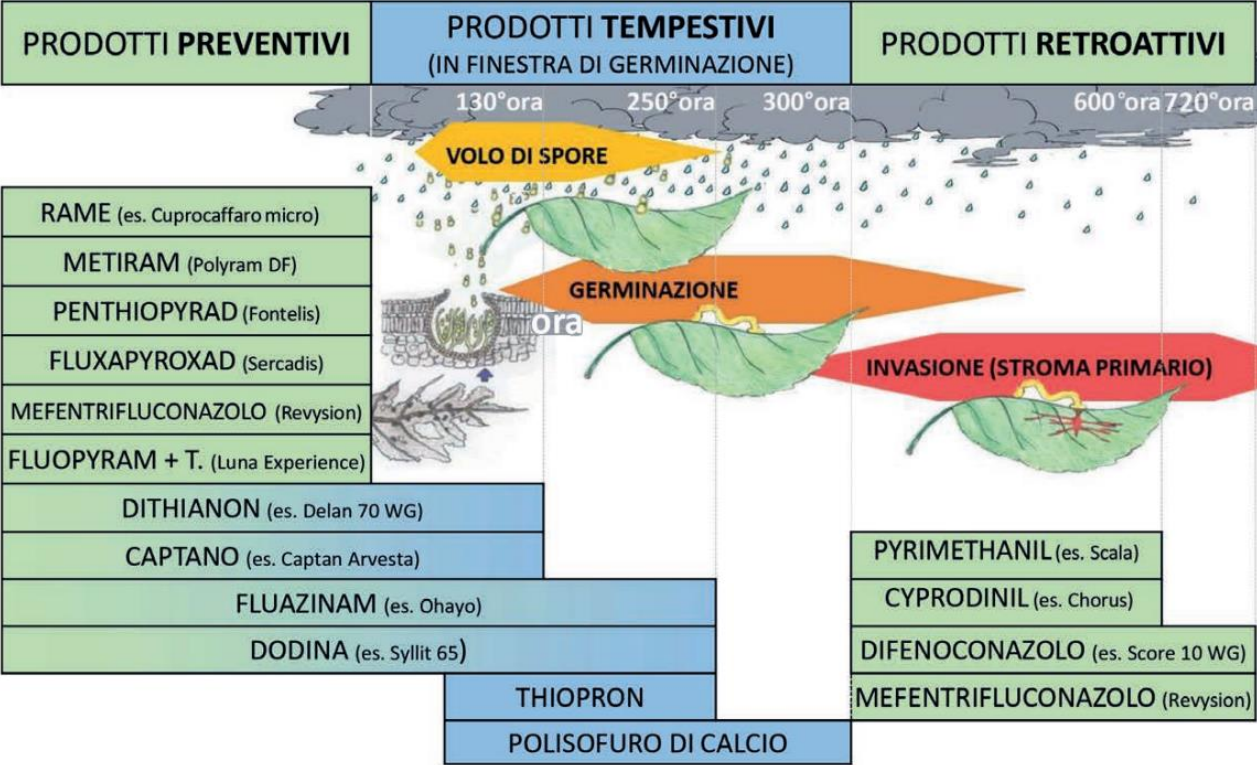 PRODOTTI PREVENTIVI
PRODOTTI TEMPESTIVI
(IN FINESTRA DI GERMINAZIONE)
PRODOTTI RETROATTIVI
130°ora
250°ora
300°ora
600°ora
720°ora
VOLO DI SPORE
GERMINAZIONE
ora
INVASIONE (STROMA PRIMARIO)
RAME (es. Cuprocaffaro micro)
METIRAM (Polyram DF)
PENTHIOPYRAD (Fontelis)
FLUXAPYROXAD (Sercadis)
MEFENTRIFLUCONAZOLO (Revysion)
FLUOPYRAM + T. (Luna Experience)
DITHIANON (es. Delan 70 WG)
CAPTANO (es. Captan Arvesta)
FLUAZINAM (es. Ohayo)
DODINA (es. Syllit 65)
THIOPRON
POLISOFURO DI CALCIO
PYRIMETHANIL (es. Scala)
CYPRODINIL (es. Chorus)
DIFENOCONAZOLO (es. Score 10 WG)
MEFENTRIFLUCONAZOLO (Revysion)